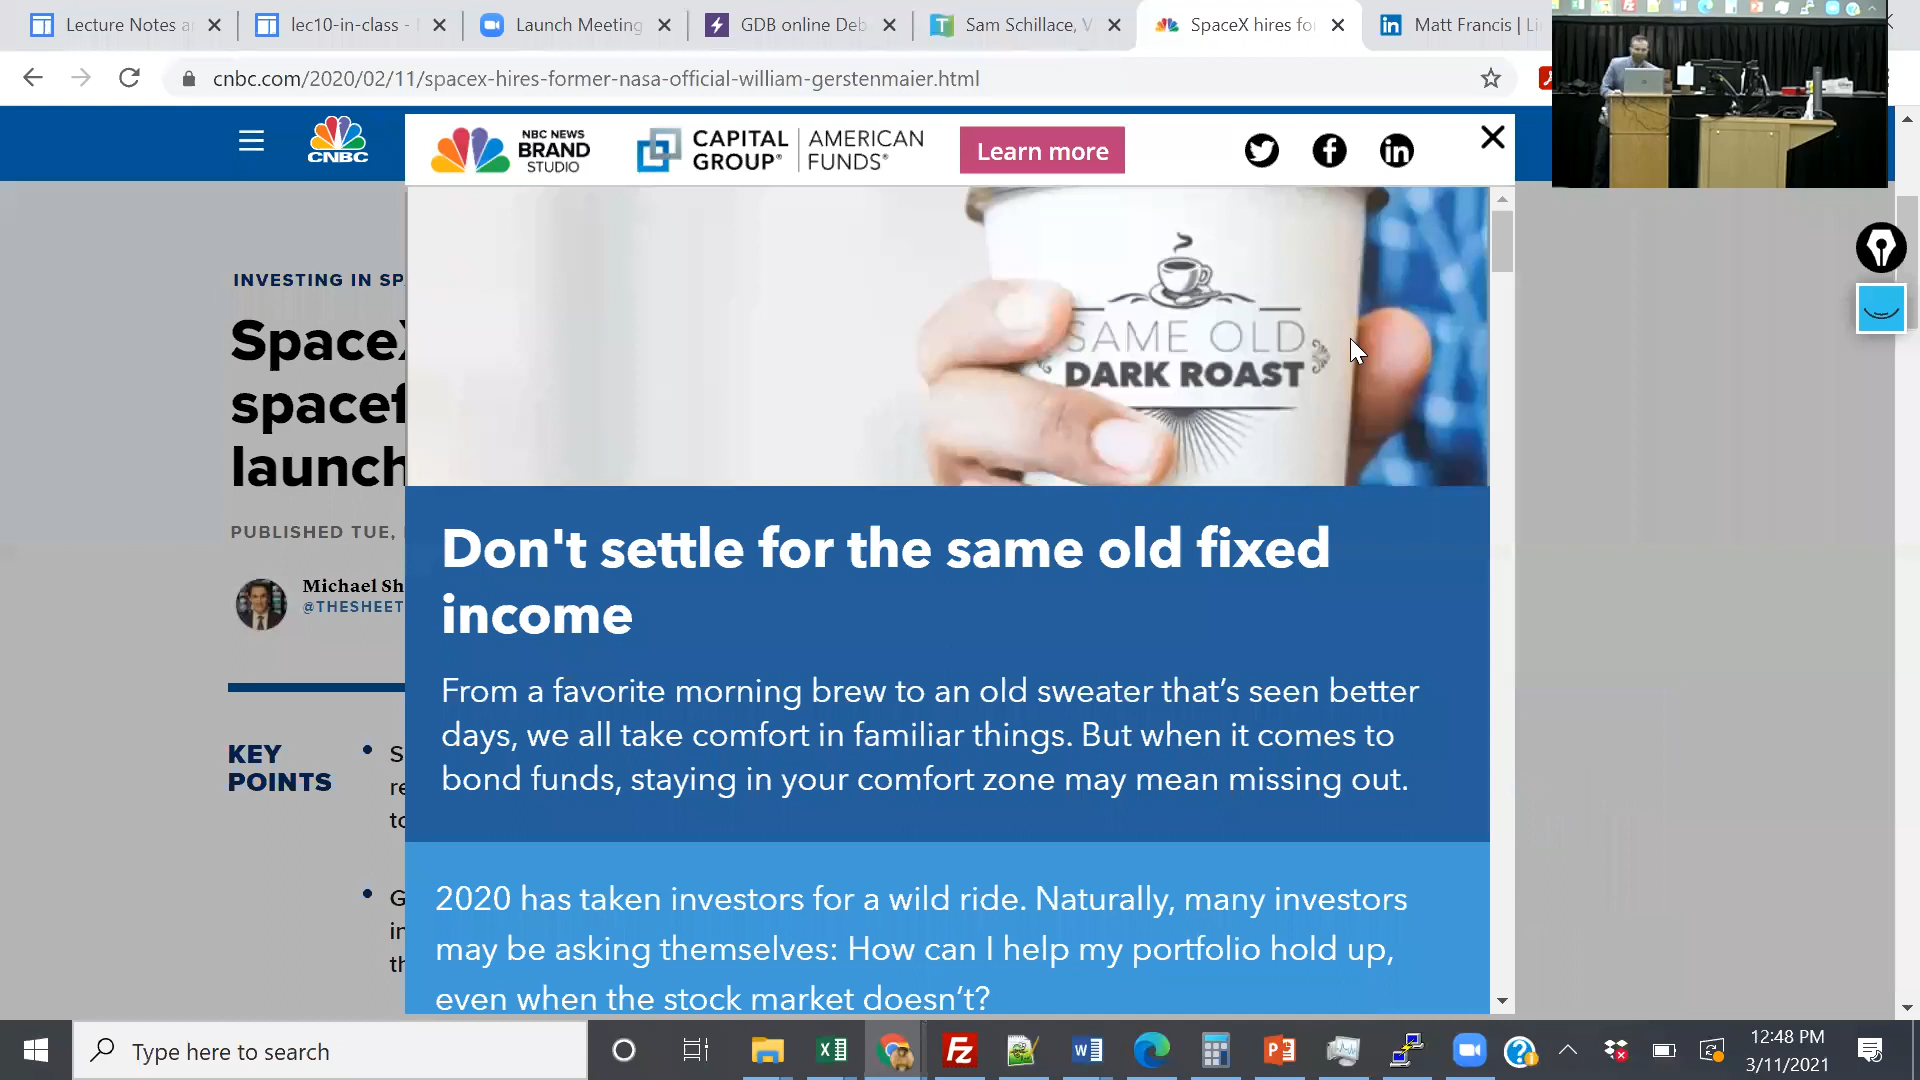 Lecture Notes a
lec10-in-class -
Launch Meeting
GDB online Deb
Sam Schillace, V
SpaceX hires fo
Matt Francis | Li
cnbc.com/2020/02/11/spacex-hires-former-nasa-official-william-gerstenmaier.html
CNBC
NBC NEWS
BRAND
STUDIO
CAPITAL
GROUP®
AMERICAN
FUNDS®
Learn more
INVESTING IN SP
SpaceX
spacef
launch
PUBLISHED TUE,
Michael Sh
@THESHEET
KEY
POINTS
S
re
to
G
in
th
SAME OLD
DARK ROAST
Don't settle for the same old fixed
income
From a favorite morning brew to an old sweater that's seen better
days, we all take comfort in familiar things. But when it comes to
bond funds, staying in your comfort zone may mean missing out.
2020 has taken investors for a wild ride. Naturally, many investors
may be asking themselves: How can I help my portfolio hold up,
even when the stock market doesn't?
Type here to search
12:48 PM
3/11/2021